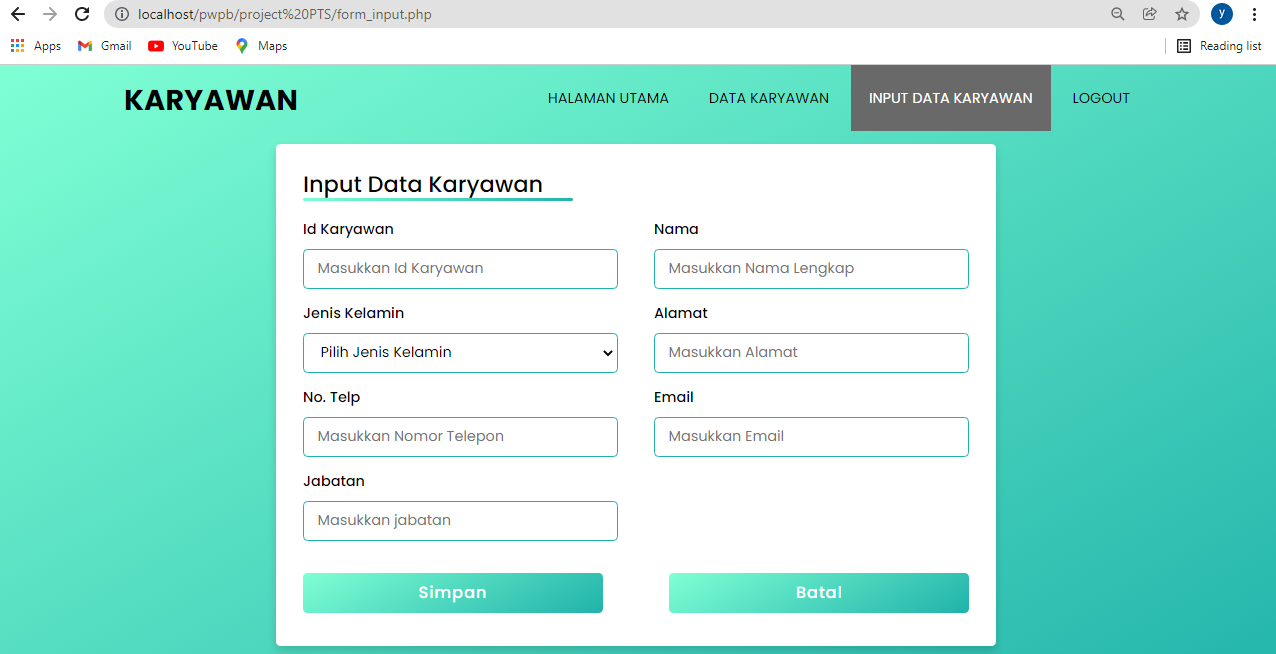 localhost/pwpb/project%20PTS/form_input.php
y
Apps Gmail YouTube Maps Reading list
KARYAWAN HALAMAN UTAMA DATA KARYAWAN INPUT DATA KARYAWAN LOGOUT
Input Data Karyawan
Id Karyawan Nama
Masukkan Id Karyawan Masukkan Nama Lengkap
Jenis Kelamin Alamat
Pilih Jenis Kelamin Masukkan Alamat
No. Telp Email
Masukkan Nomor Telepon Masukkan Email
Jabatan
Masukkan jabatan
Simpan Batal